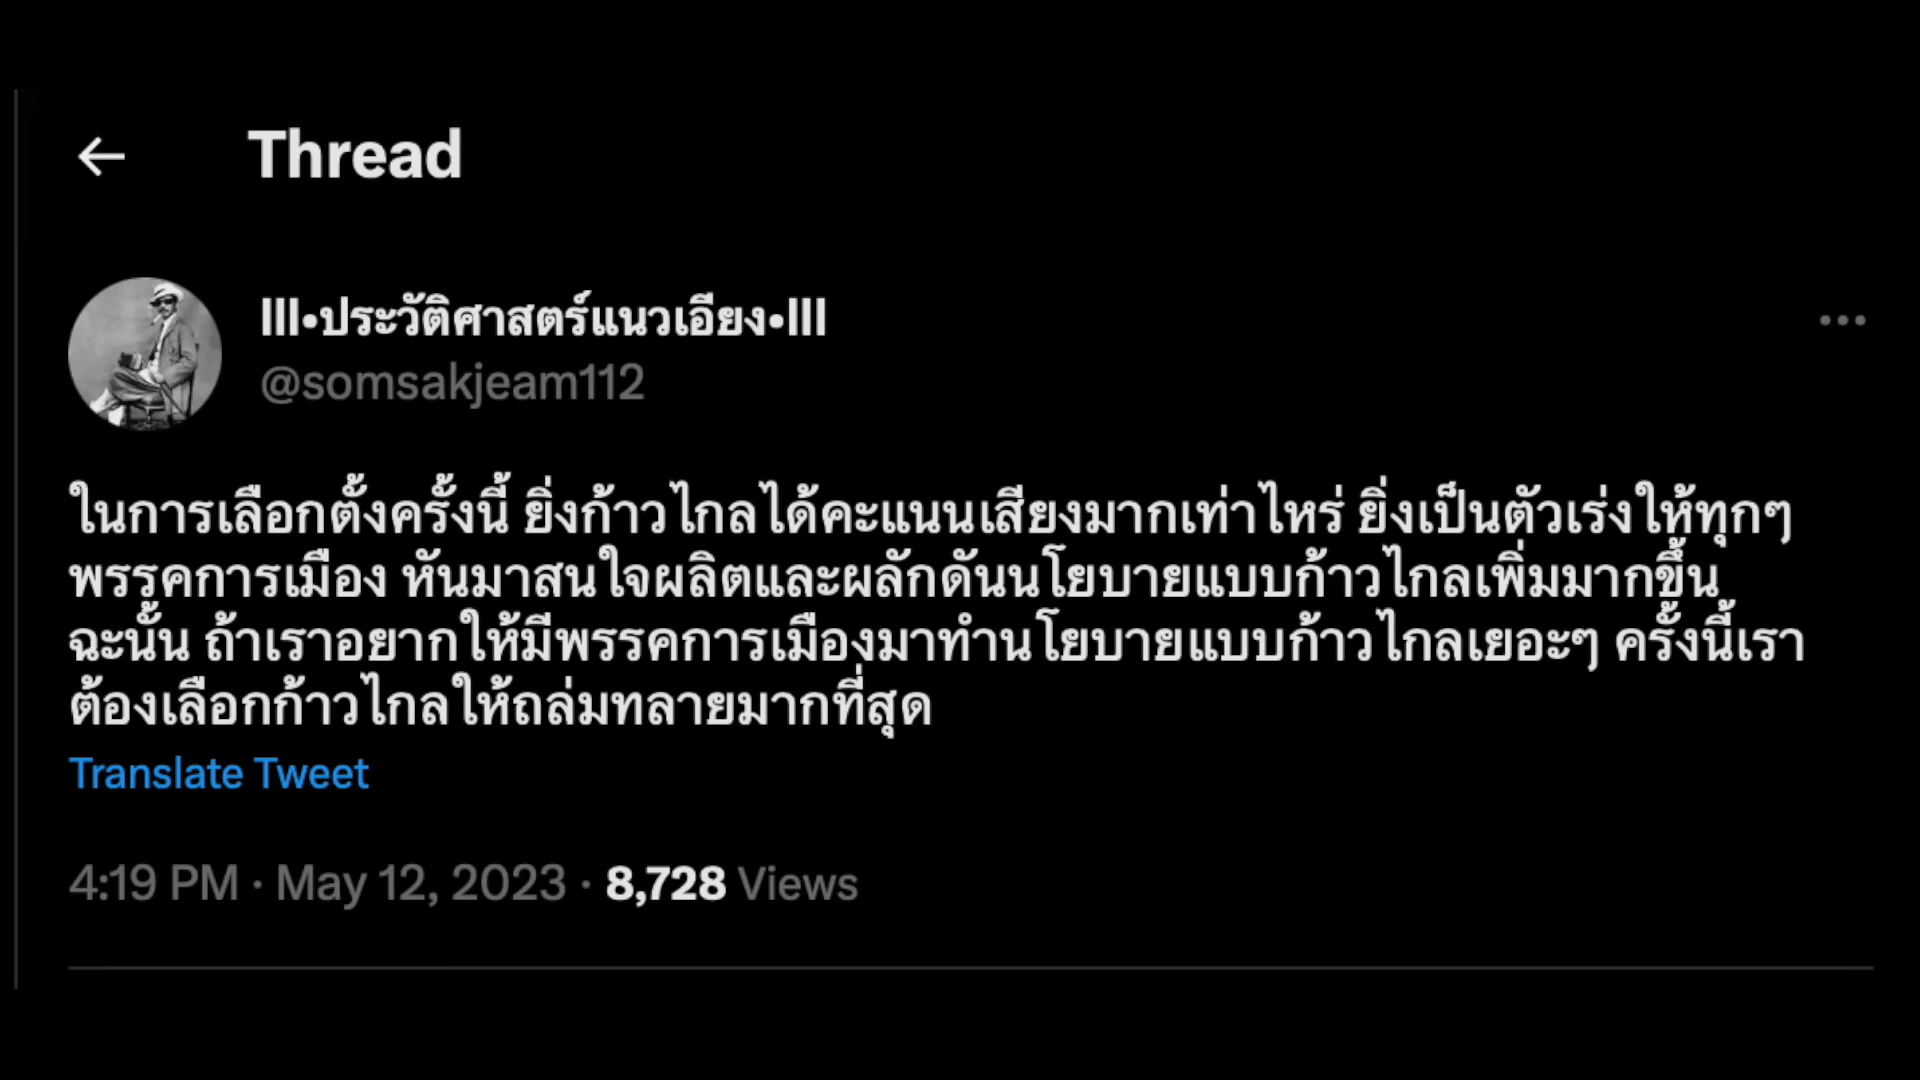 Thread
|||•ประวัติศาสตร์แนวเอียง•|||
@somsakjeam112
ในการเลือกตั้งครั้งนี้ ยิ่งก้าวไกลได้คะแนนเสียงมากเท่าไหร่ ยิ่งเป็นตัวเร่งให้ทุกๆ
พรรคการเมือง หันมาสนใจผลิตและผลักดันนโยบายแบบก้าวไกลเพิ่มมากขึ้น
ฉะนั้น ถ้าเราอยากให้มีพรรคการเมืองมาทำนโยบายแบบก้าวไกลเยอะๆ ครั้งนี้เรา
ต้องเลือกก้าวไกลให้ถล่มทลายมากที่สุด
Translate Tweet
4:19 PM · May 12, 2023 · 8,728 Views